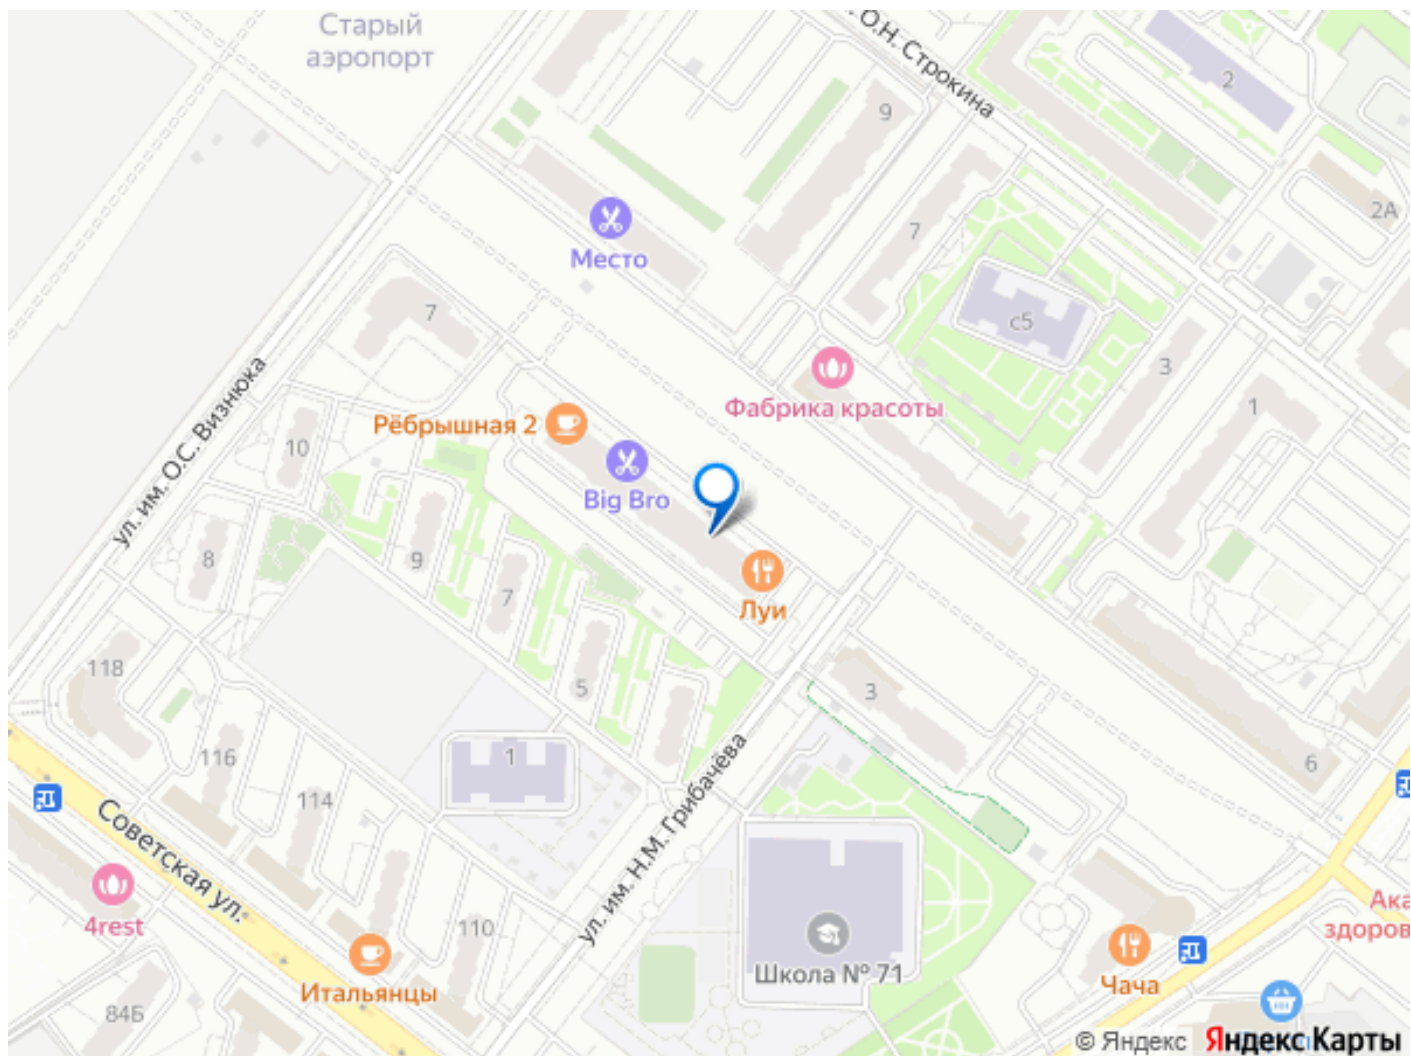 Старый
аэропорт
О.Н. Строкина
2
9
2А
Место
7
с5
7
3
Фабрика красоты
1
ул. им. О.С. Визнюка
Рёбрышная 2
10
Big Bro
8
9
7
Луи
118
5
3
116
1
6
114
ул. им. Н.М. Грибачёва
Советская ул.
4rest
110
Ака
здоров
Школа № 71
Чача
Итальянцы
84Б
© Яндекс Яндекс Карты